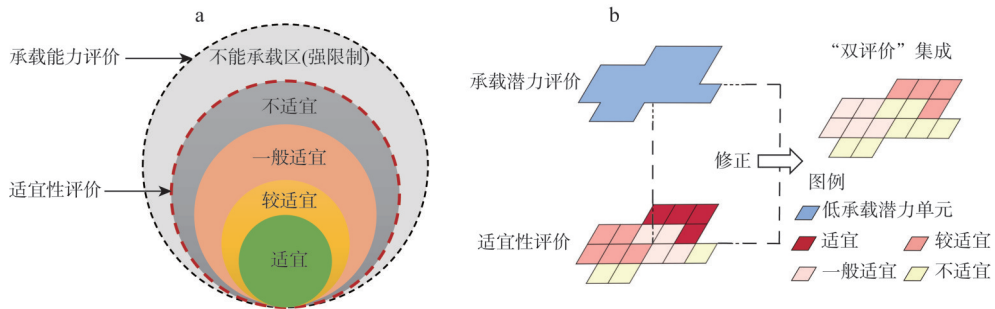 a
承载能力评价
不能承载区(强限制)
不适宜
一般适宜
适宜性评价
较适宜
适宜
b
承载潜力评价
“双评价”集成
修正
适宜性评价
图例
低承载潜力单元
适宜
较适宜
一般适宜
不适宜